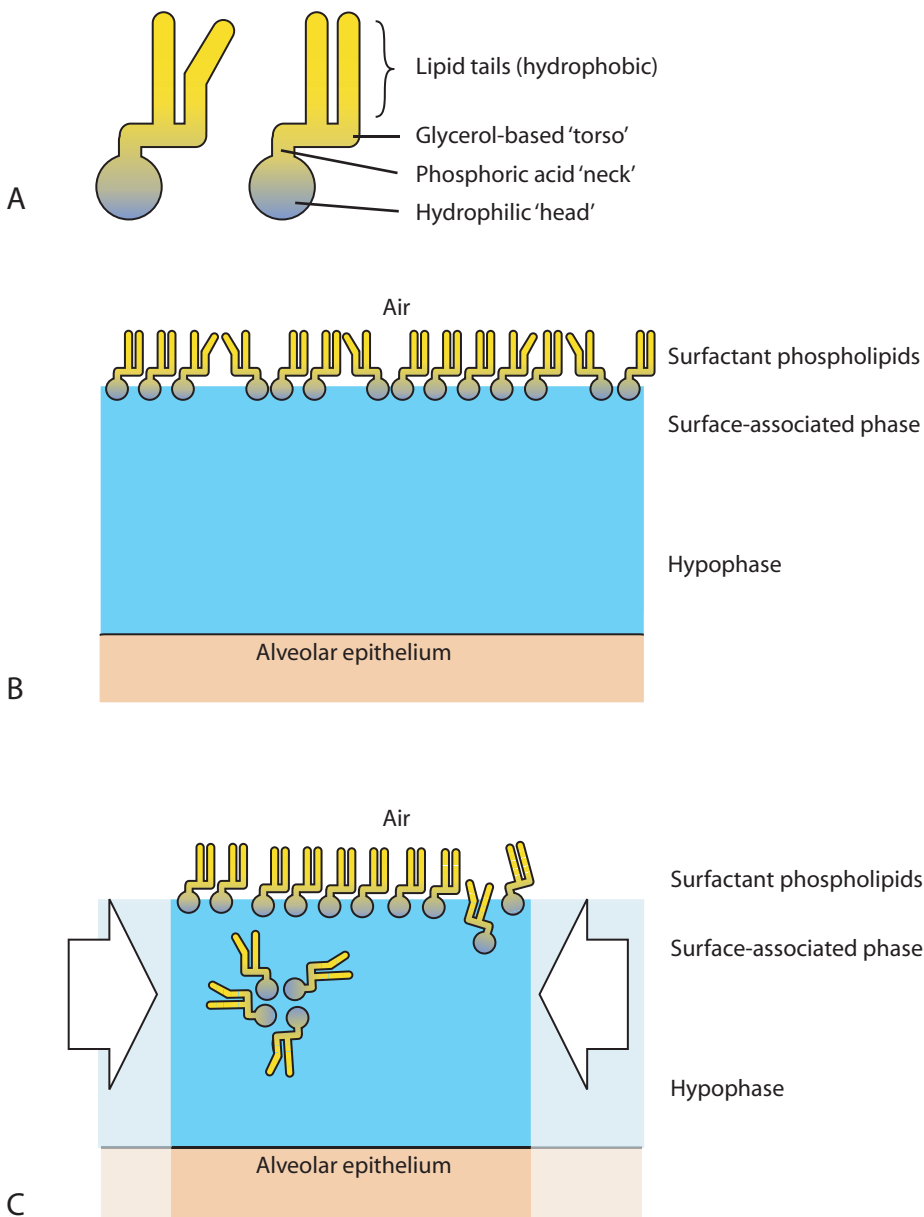 Lipid tails (hydrophobic)
Glycerol-based ‘torso’
Phosphoric acid ‘neck’
Hydrophilic ‘head’
A
Air
Surfactant phospholipids
Surface-associated phase
Hypophase
Alveolar epithelium
B
Air
Surfactant phospholipids
Surface-associated phase
Hypophase
Alveolar epithelium
C